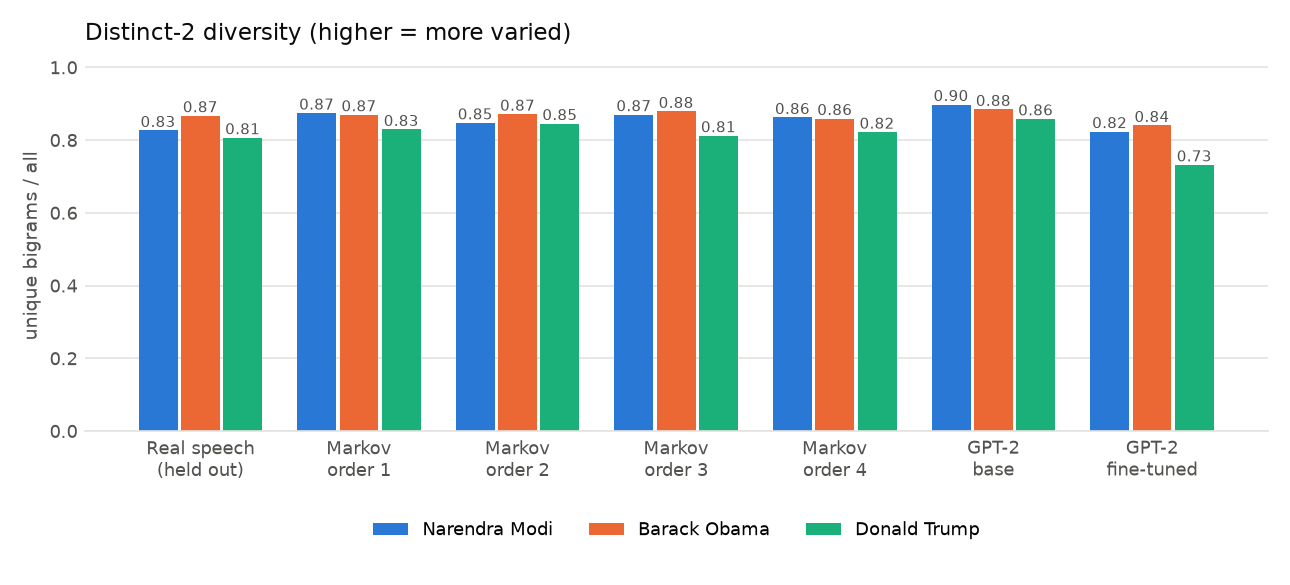 Distinct-2 diversity (higher = more varied)
unique bigrams / all
1.0
0.8
0.6
0.4
0.2
0.0
0.83 0.87 0.81
0.87 0.87 0.83
0.85 0.87 0.85
0.87 0.88 0.81
0.86 0.86 0.82
0.90 0.88 0.86
0.82 0.84 0.73
Real speech
(held out)
Markov
order 1
Markov
order 2
Markov
order 3
Markov
order 4
GPT-2
base
GPT-2
fine-tuned
Narendra Modi
Barack Obama
Donald Trump